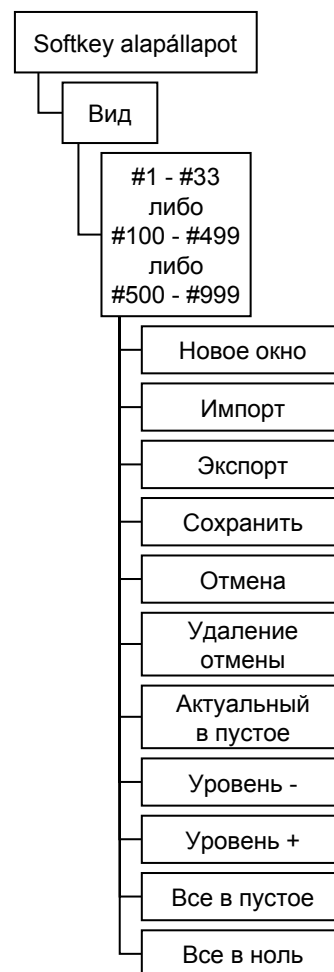 Softkey alapállapot
Вид
#1 - #33
либо
#100 - #499
либо
#500 - #999
Новое окно
Импорт
Экспорт
Сохранить
Отмена
Удаление
отмены
Актуальный
в пустое
Уровень -
Уровень +
Все в пустое
Все в ноль